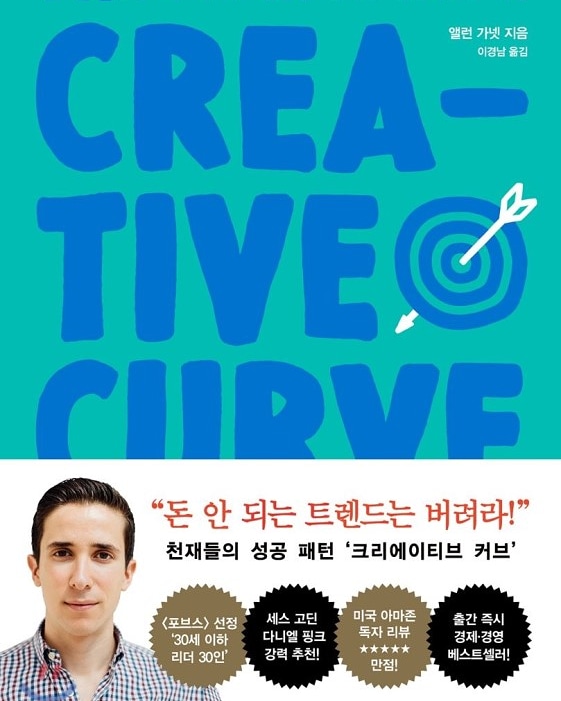 앨런 가넷 지음
이경남 옮김
CREA-
TIVE
CURVE
“돈 안 되는 트렌드는 버려라!”
천재들의 성공 패턴 ‘크리에이티브 커브’
〈포브스〉 선정
‘30세 이하
리더 30인’
세스 고딘
다니엘 핑크
강력 추천!
미국 아마존
독자 리뷰
★★★★★
만점!
출간 즉시
경제·경영
베스트셀러!